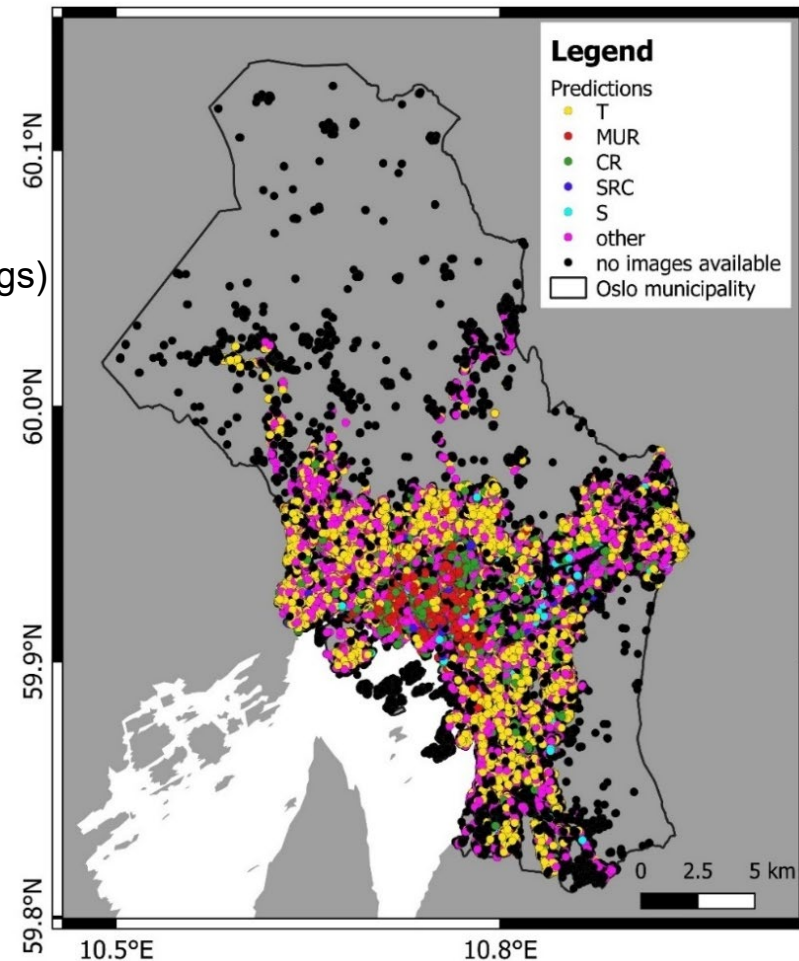 Legend
Predictions
T
MUR
CR
SRC
S
other
no images available
Oslo municipality
gs)
60.1°N
60.0°N
59.9°N
59.8°N
0 2.5 5 km
10.5°E 10.8°E